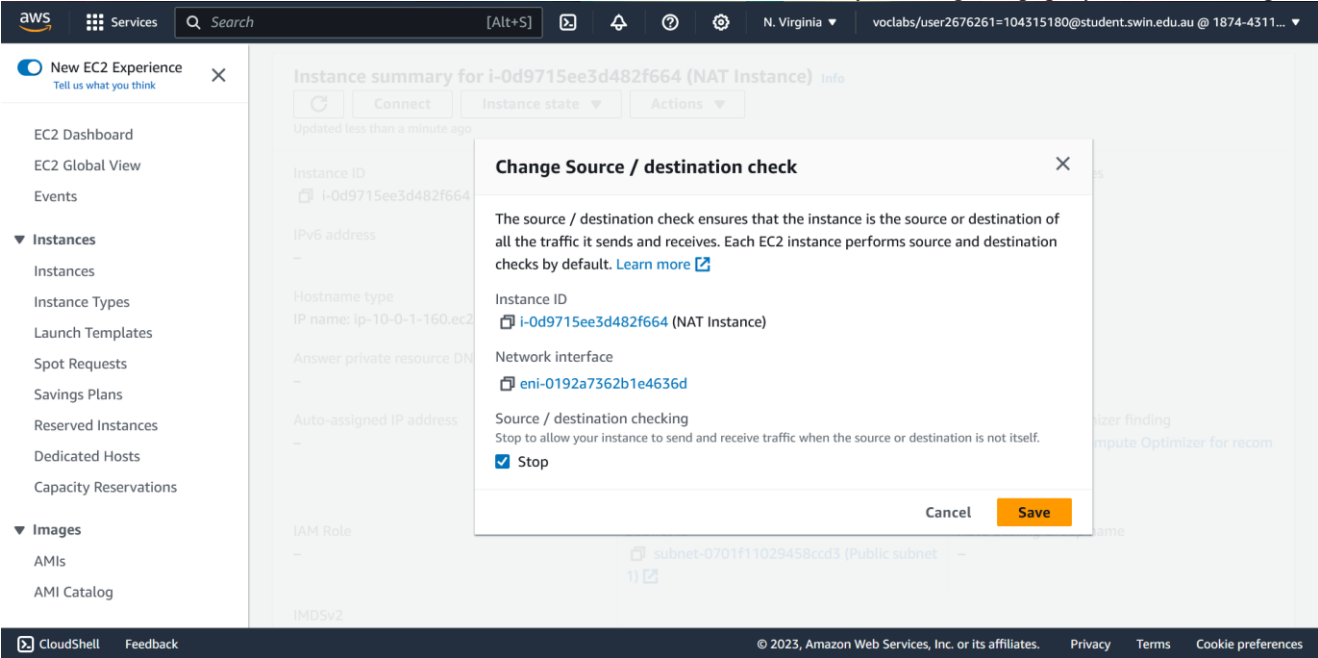 aws
Services
Search
[Alt+S]
N. Virginia
voclabs/user2676261=104315180@student.swin.edu.au @ 1874-4311...
New EC2 Experience
Tell us what you think
EC2 Dashboard
EC2 Global View
Events
Instances
Instances
Instance Types
Launch Templates
Spot Requests
Savings Plans
Reserved Instances
Dedicated Hosts
Capacity Reservations
Images
AMIs
AMI Catalog
Instance summary for i-0d9715ee3d482f664 (NAT Instance) Info
Connect
Instance state
Actions
Updated less than a minute ago
Instance ID
i-0d9715ee3d482f664
IPv6 address
–
Hostname type
IP name: ip-10-0-1-160.ec2
Answer private resource DN
–
Auto-assigned IP address
–
IAM Role
–
IMDSv2
subnet-0701f11029458ccd3 (Public subnet
1)
–
finding
Optimizer for recom
name
Change Source / destination check
The source / destination check ensures that the instance is the source or destination of
all the traffic it sends and receives. Each EC2 instance performs source and destination
checks by default. Learn more
Instance ID
i-0d9715ee3d482f664 (NAT Instance)
Network interface
eni-0192a7362b1e4636d
Source / destination checking
Stop to allow your instance to send and receive traffic when the source or destination is not itself.
Stop
Cancel
Save
CloudShell
Feedback
© 2023, Amazon Web Services, Inc. or its affiliates.
Privacy
Terms
Cookie preferences